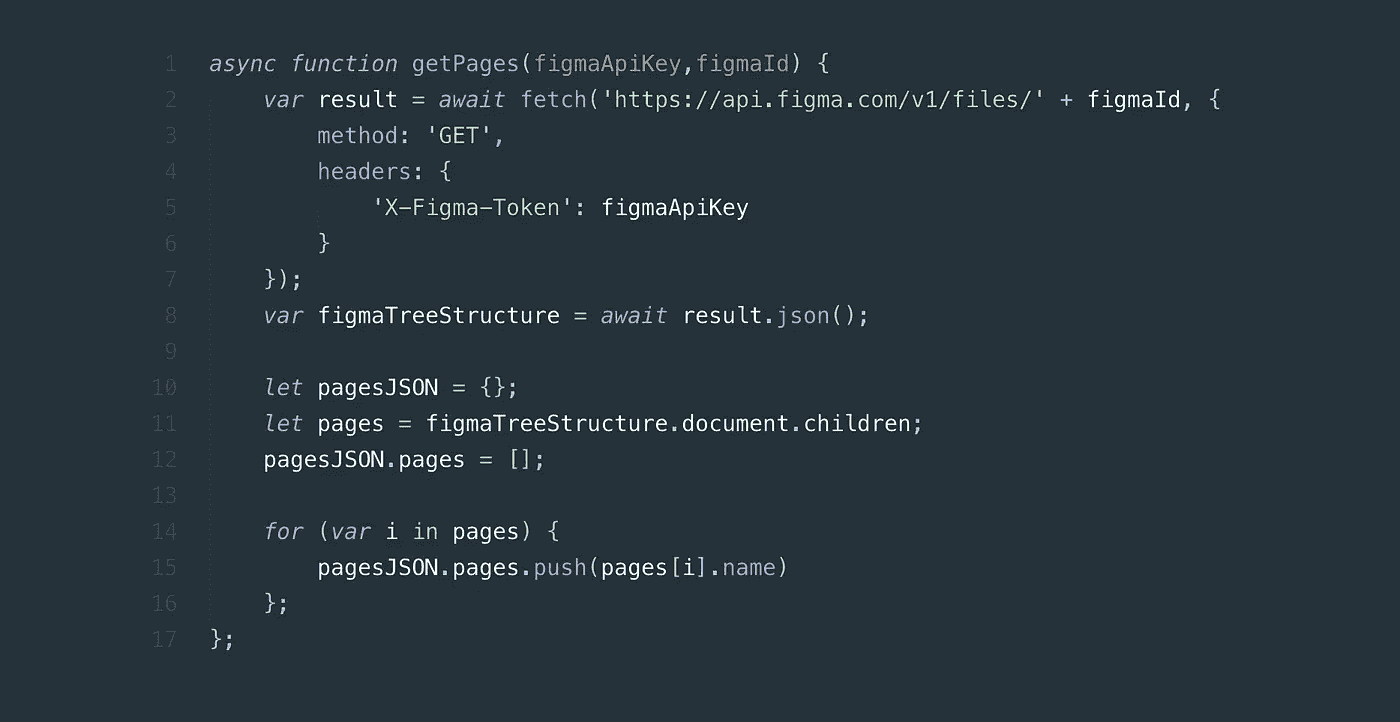 1 async function getPages(figmaApiKey,figmaId) {
2 var result = await fetch('https://api.figma.com/v1/files/' + figmaId, {
3 method: 'GET',
4 headers: {
5 'X-Figma-Token': figmaApiKey
6 }
7 });
8 var figmaTreeStructure = await result.json();
9
10 let pagesJSON = {};
11 let pages = figmaTreeStructure.document.children;
12 pagesJSON.pages = [];
13
14 for (var i in pages) {
15 pagesJSON.pages.push(pages[i].name)
16 };
17 };